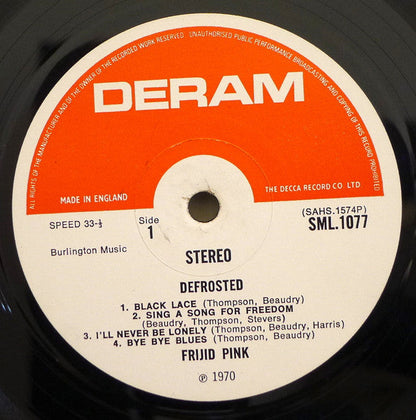 ALL RIGHTS OF THE MANUFACTURER AND OF THE OWNER OF THE RECORDED WORK RESERVED UNAUTHORISED PUBLIC PERFORMANCE BROADCASTING AND COPYING OF THIS RECORD PROHIBITED
DERAM
MADE IN ENGLAND
THE DECCA RECORD CO LTD
SPEED 33-⅓
Side
1
(SAHS.1574P)
SML.1077
Burlington Music
STEREO
DEFROSTED
1. BLACK LACE (Thompson, Beaudry)
2. SING A SONG FOR FREEDOM
(Beaudry, Thompson, Stevers)
3. I'LL NEVER BE LONELY (Thompson, Beaudry, Harris)
4. BYE BYE BLUES (Thompson, Beaudry)
FRIJID PINK
℗ 1970